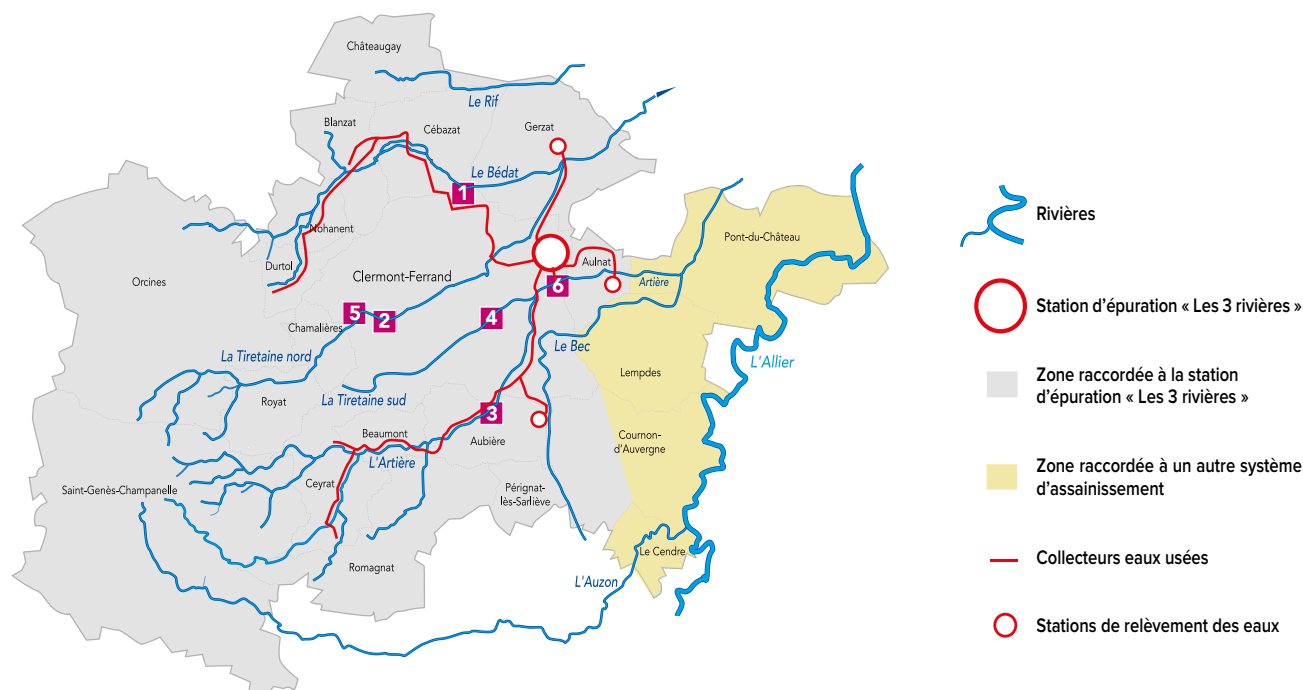 Châteaugay
Le Rif
Blanzat
Cébazat
Gerzat
Le Bédat
1
Nohanent
Pont-du-Château
Orcines
Durtol
Clermont-Ferrand
Aulnat
Artière
6
5
2
4
Chamalières
Le Bec
La Tiretaine nord
L'Allier
Lempdes
Royat
La Tiretaine sud
3
Beaumont
Aubière
Cournon-
d'Auvergne
L'Artière
Ceyrat
Saint-Genès-Champanelle
Pérignat-
lès-Sarliève
Le Cendre
Romagnat
L'Auzon
Rivières
Station d'épuration « Les 3 rivières »
Zone raccordée à la station
d'épuration « Les 3 rivières »
Zone raccordée à un autre système
d'assainissement
Collecteurs eaux usées
Stations de relèvement des eaux